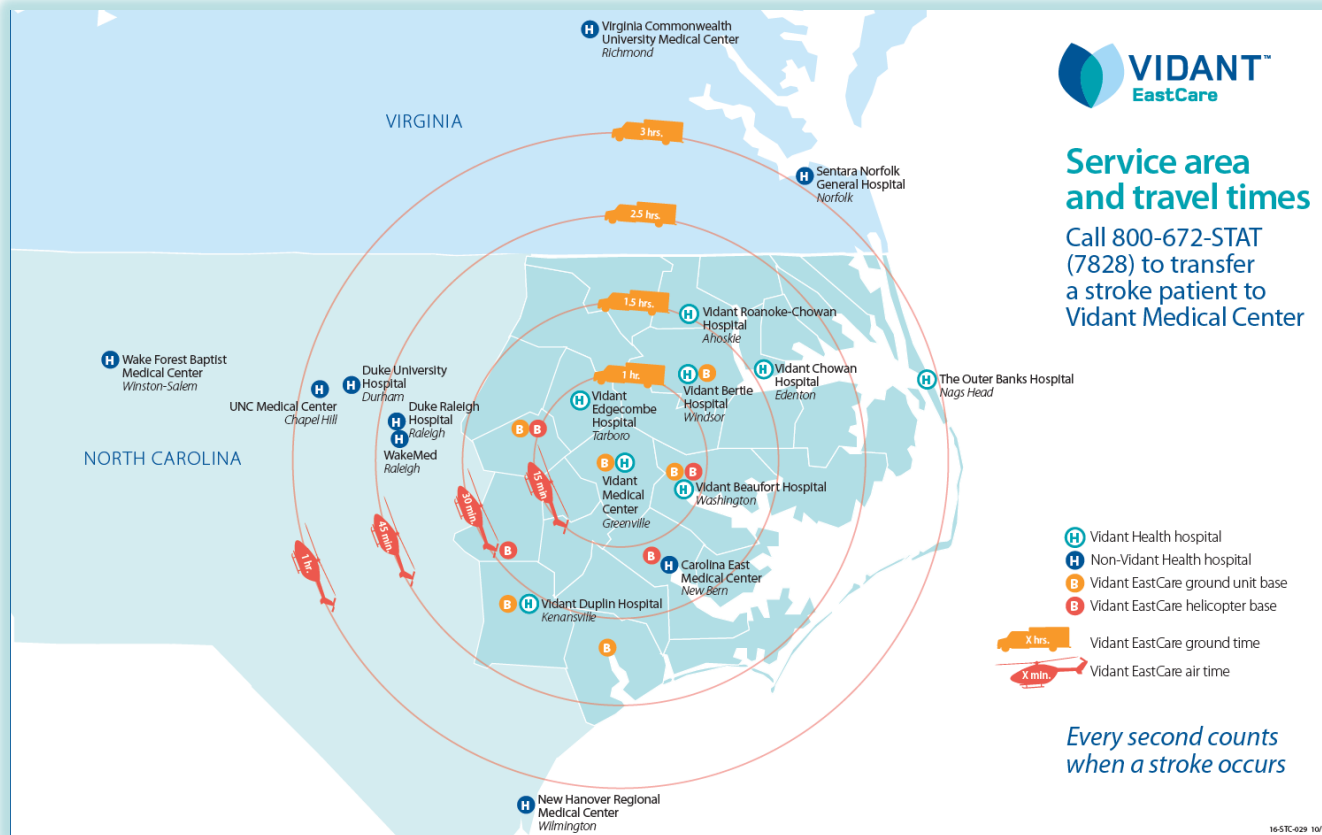 H Virginia Commonwealth
University Medical Center
Richmond
VIDANT™
EastCare
VIRGINIA
3 hrs.
Service area
and travel times
Call 800-672-STAT
(7828) to transfer
a stroke patient to
Vidant Medical Center
H Sentara Norfolk
General Hospital
Norfolk
2.5 hrs.
1.5 hrs.
H Vidant Roanoke-Chowan
Hospital
Ahoskie
H Wake Forest Baptist
Medical Center
Winston-Salem
H
UNC Medical Center
Chapel Hill
H Duke University
Hospital
Durham
H Duke Raleigh
Hospital
Raleigh
H
WakeMed
Raleigh
1 hr.
H Vidant
Edgecombe
Hospital
Tarboro
H B
Vidant Bertie
Hospital
Windsor
H Vidant Chowan
Hospital
Edenton
H The Outer Banks Hospital
Nags Head
NORTH CAROLINA
B B
B H
Vidant
Medical
Center
Greenville
B B
H Vidant Beaufort Hospital
Washington
15 min.
30 min.
45 min.
1 hr.
B
B
H Carolina East
Medical Center
New Bern
B H Vidant Duplin Hospital
Kenansville
B
H Vidant Health hospital
H Non-Vidant Health hospital
B Vidant EastCare ground unit base
B Vidant EastCare helicopter base
X hrs. Vidant EastCare ground time
X min. Vidant EastCare air time
Every second counts
when a stroke occurs
H New Hanover Regional
Medical Center
Wilmington
16-STC-029 10/